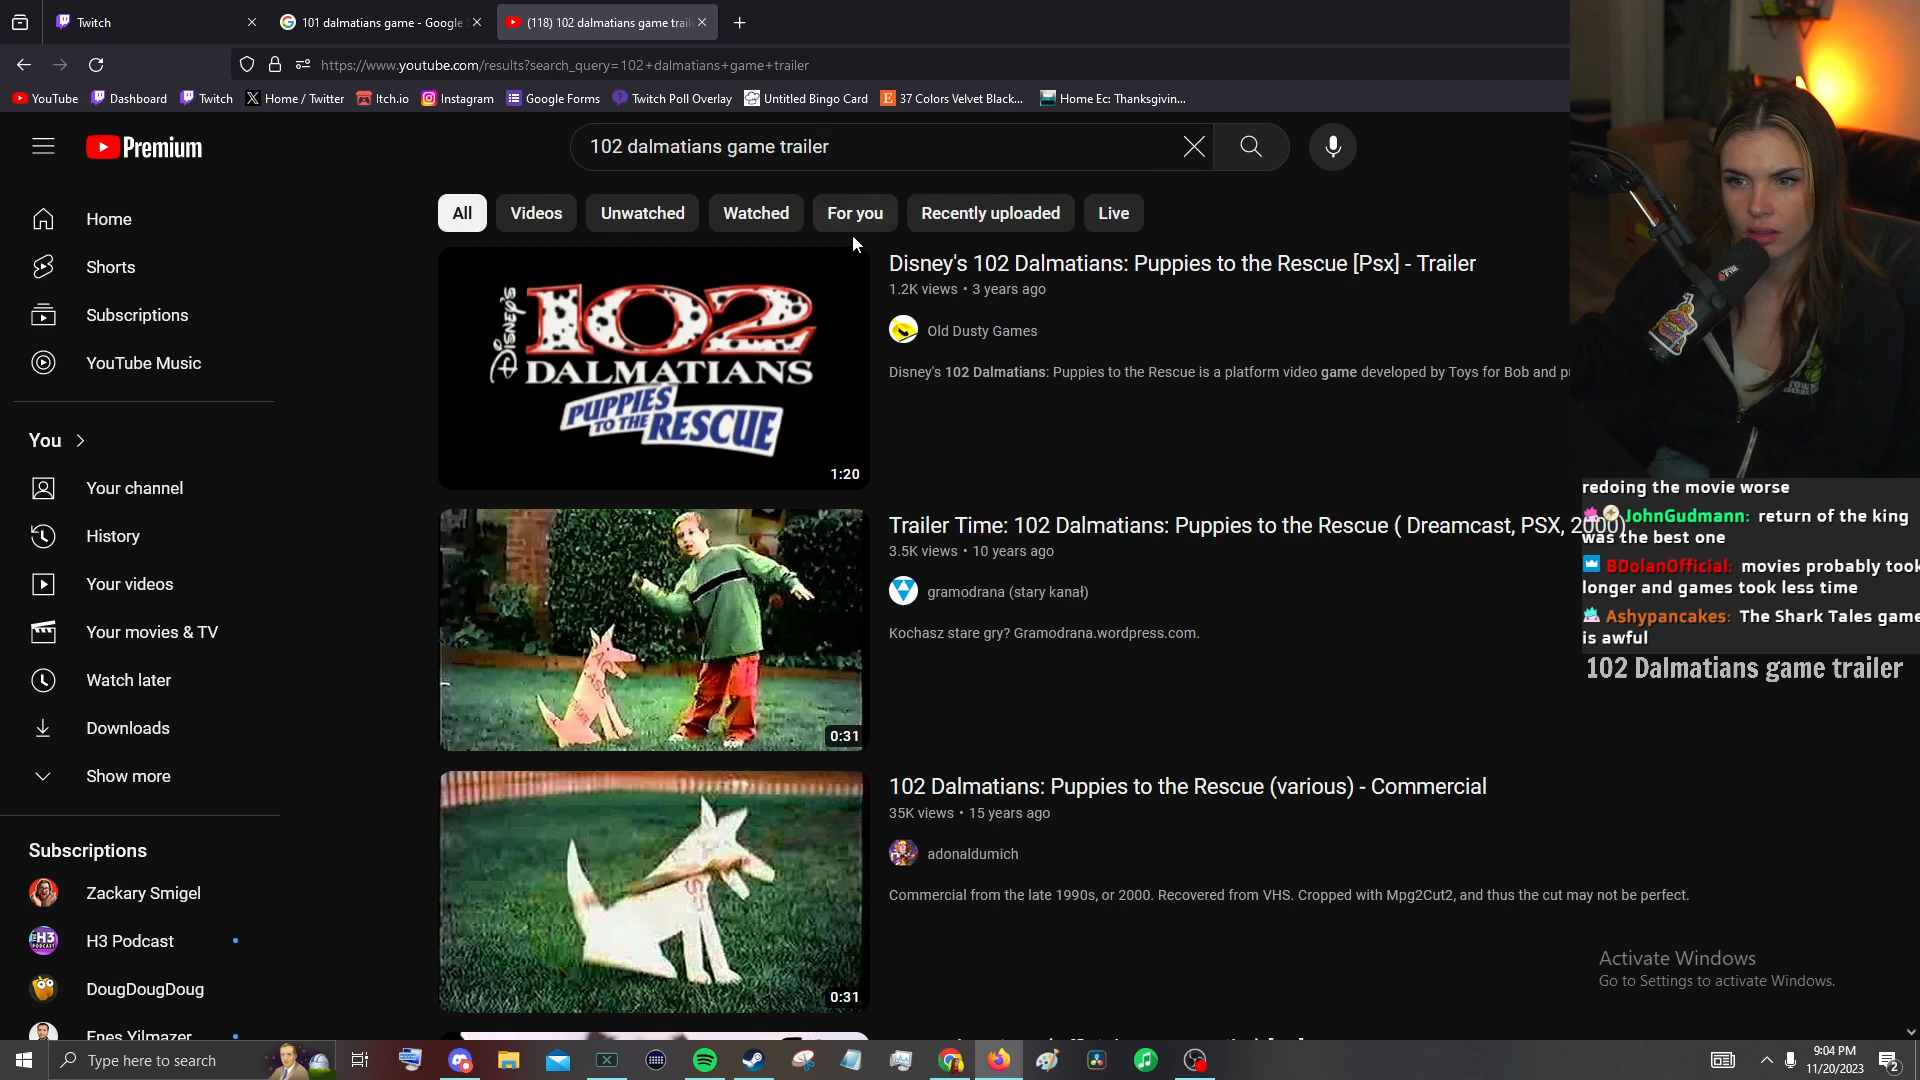 Twitch
101 dalmatians game - Google
(118) 102 dalmatians game trail
https://www.youtube.com/results?search_query=102+dalmatians+game+trailer
YouTube
Dashboard
Twitch
Home / Twitter
Itch.io
Instagram
Google Forms
Twitch Poll Overlay
Untitled Bingo Card
37 Colors Velvet Black...
Home Ec: Thanksgivin...
Premium
102 dalmatians game trailer
All
Videos
Unwatched
Watched
For you
Recently uploaded
Live
Home
Shorts
Subscriptions
YouTube Music
You
Your channel
History
Your videos
Your movies & TV
Watch later
Downloads
Show more
Subscriptions
Zackary Smigel
H3 Podcast
DougDougDoug
Enes Yilmazer
DISNEY'S
102
DALMATIANS
PUPPIES
TO THE RESCUE
1:20
Disney's 102 Dalmatians: Puppies to the Rescue [Psx] - Trailer
1.2K views • 3 years ago
Old Dusty Games
Disney's 102 Dalmatians: Puppies to the Rescue is a platform video game developed by Toys for Bob and p
0:31
Trailer Time: 102 Dalmatians: Puppies to the Rescue ( Dreamcast, PSX, 2000)
3.5K views • 10 years ago
gramodrana (stary kanał)
Kochasz stare gry? Gramodrana.wordpress.com.
0:31
102 Dalmatians: Puppies to the Rescue (various) - Commercial
35K views • 15 years ago
adonaldumich
Commercial from the late 1990s, or 2000. Recovered from VHS. Cropped with Mpg2Cut2, and thus the cut may not be perfect.
redoing the movie worse
JohnGudmann: return of the king
was the best one
BDolanOfficial: movies probably took
longer and games took less time
Ashypancakes: The Shark Tales game
is awful
102 Dalmatians game trailer
Activate Windows
Go to Settings to activate Windows.
Type here to search
9:04 PM
11/20/2023
2